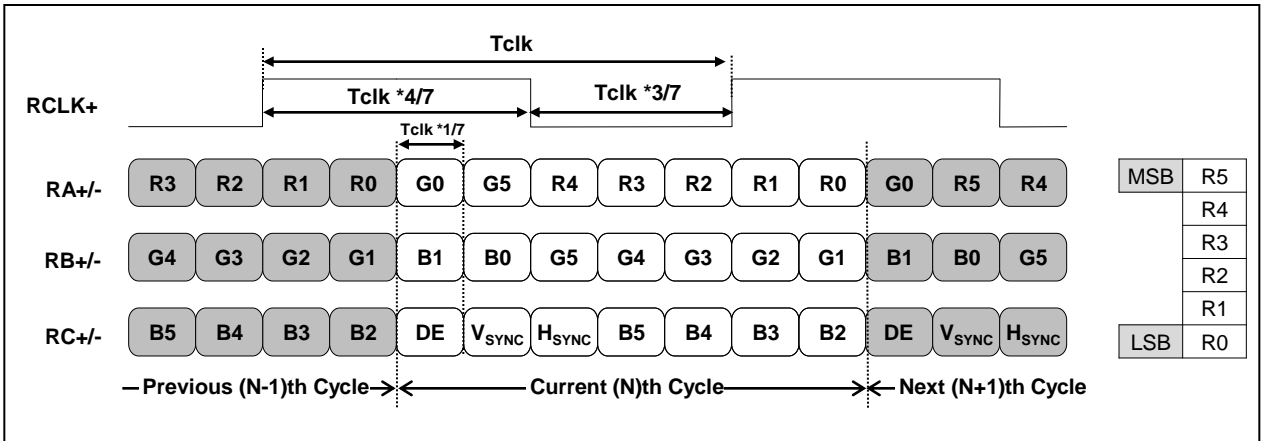 Tclk
RCLK+
Tclk *4/7
Tclk *3/7
Tclk *1/7
RA+/- R3 R2 R1 R0 G0 G5 R4 R3 R2 R1 R0 G0 R5 R4
RB+/- G4 G3 G2 G1 B1 B0 G5 G4 G3 G2 G1 B1 B0 G5
RC+/- B5 B4 B3 B2 DE VSYNC HSYNC B5 B4 B3 B2 DE VSYNC HSYNC
Previous (N-1)th Cycle
Current (N)th Cycle
Next (N+1)th Cycle
MSB R5
R4
R3
R2
R1
LSB R0